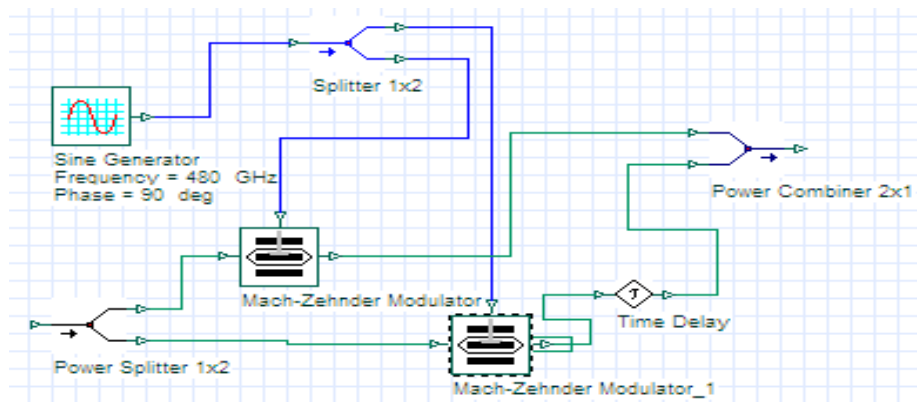 Splitter 1x2
Sine Generator
Frequency = 480 GHz
Phase = 90 deg
Power Combiner 2x1
Mach-Zehnder Modulator
τ
Time Delay
Power Splitter 1x2
Mach-Zehnder Modulator_1